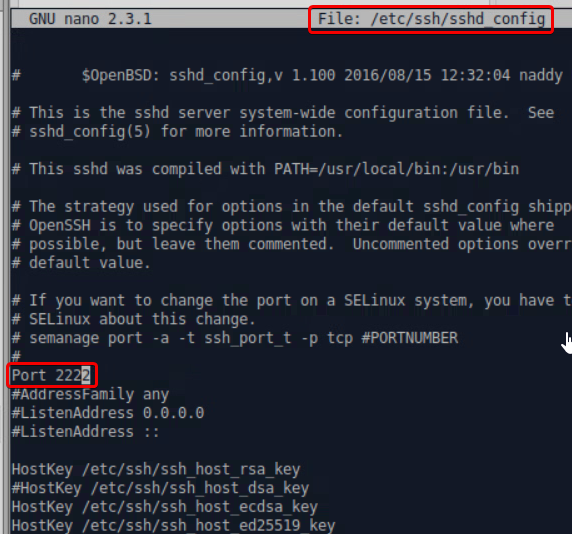 GNU nano 2.3.1 File: /etc/ssh/sshd_config
# $OpenBSD: sshd_config,v 1.100 2016/08/15 12:32:04 naddy
# This is the sshd server system-wide configuration file. See
# sshd_config(5) for more information.
# This sshd was compiled with PATH=/usr/local/bin:/usr/bin
# The strategy used for options in the default sshd_config shipp
# OpenSSH is to specify options with their default value where
# possible, but leave them commented. Uncommented options overr
# default value.
# If you want to change the port on a SELinux system, you have t
# SELinux about this change.
# semanage port -a -t ssh_port_t -p tcp #PORTNUMBER
#
Port 2222
#AddressFamily any
#ListenAddress 0.0.0.0
#ListenAddress ::
HostKey /etc/ssh/ssh_host_rsa_key
#HostKey /etc/ssh/ssh_host_dsa_key
HostKey /etc/ssh/ssh_host_ecdsa_key
HostKey /etc/ssh/ssh_host_ed25519_key